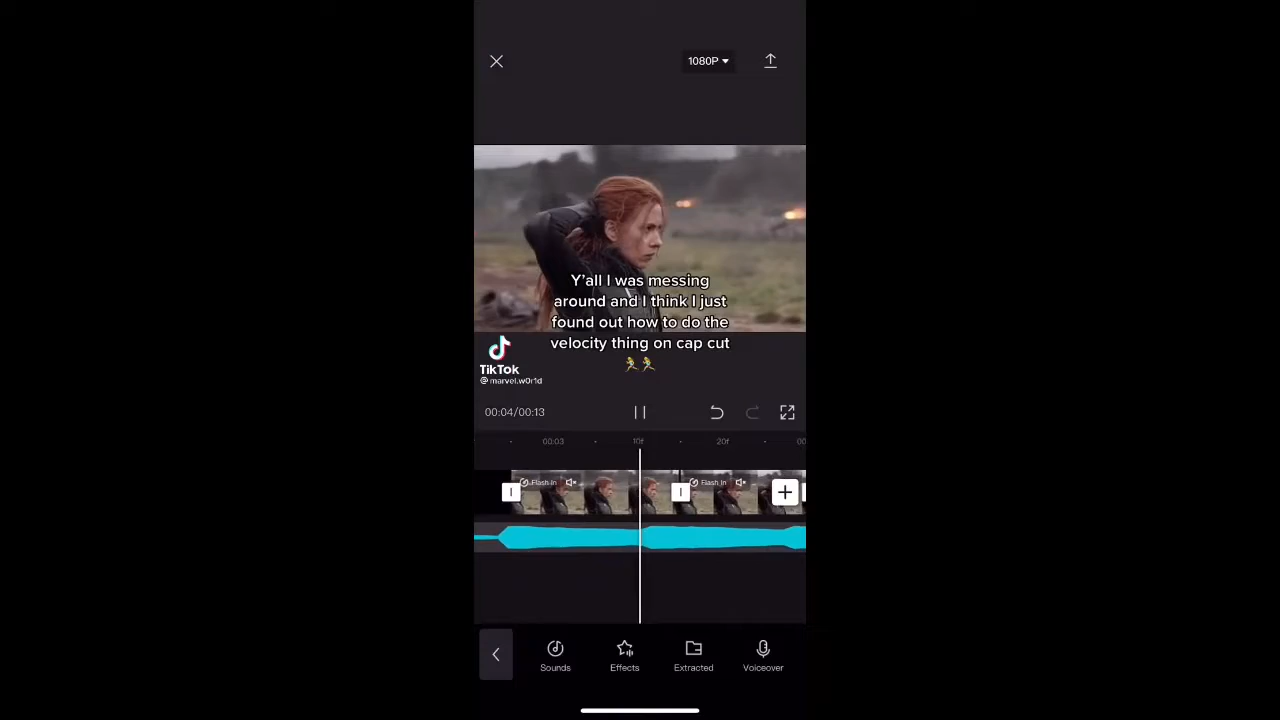 1080P
Y'all I was messing
around and I think I just
found out how to do the
velocity thing on cap cut
🏃‍♀️🏃‍♀️
TikTok
@ marvel.w0r1d
00:04/00:13
00:03 10f 20f 00
Flash In Flash In
Sounds Effects Extracted Voiceover